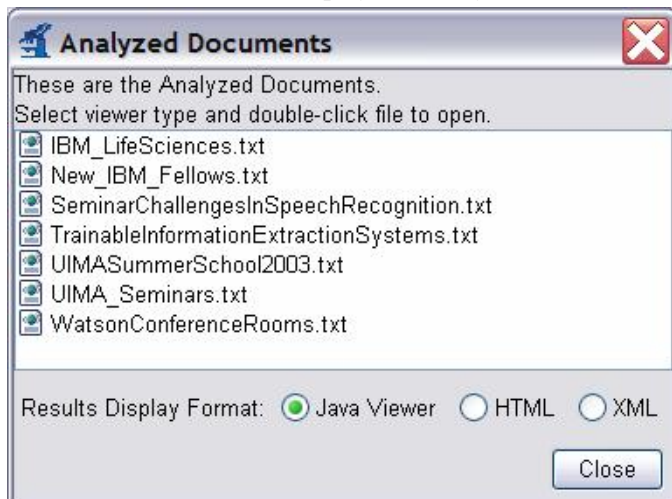 Analyzed Documents
These are the Analyzed Documents.
Select viewer type and double-click file to open.
IBM_LifeSciences.txt
New_IBM_Fellows.txt
SeminarChallengesInSpeechRecognition.txt
TrainableInformationExtractionSystems.txt
UIMASummerSchool2003.txt
UIMA_Seminars.txt
WatsonConferenceRooms.txt
Results Display Format: Java Viewer HTML XML
Close